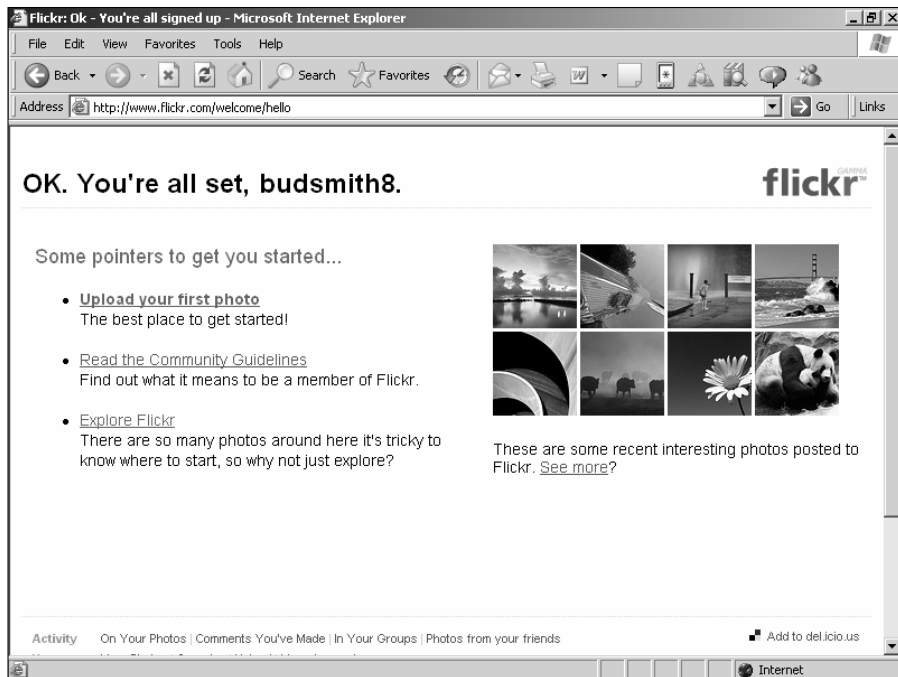 Flickr: Ok - You're all signed up - Microsoft Internet Explorer
File Edit View Favorites Tools Help
Back Search Favorites
Address http://www.flickr.com/welcome/hello Go Links
OK. You're all set, budsmith8.
flickr GAMMA TM
Some pointers to get you started...
Upload your first photo
The best place to get started!
Read the Community Guidelines
Find out what it means to be a member of Flickr.
Explore Flickr
There are so many photos around here it's tricky to
know where to start, so why not just explore?
These are some recent interesting photos posted to
Flickr. See more?
Activity On Your Photos | Comments You've Made | In Your Groups | Photos from your friends
Add to del.icio.us
Internet